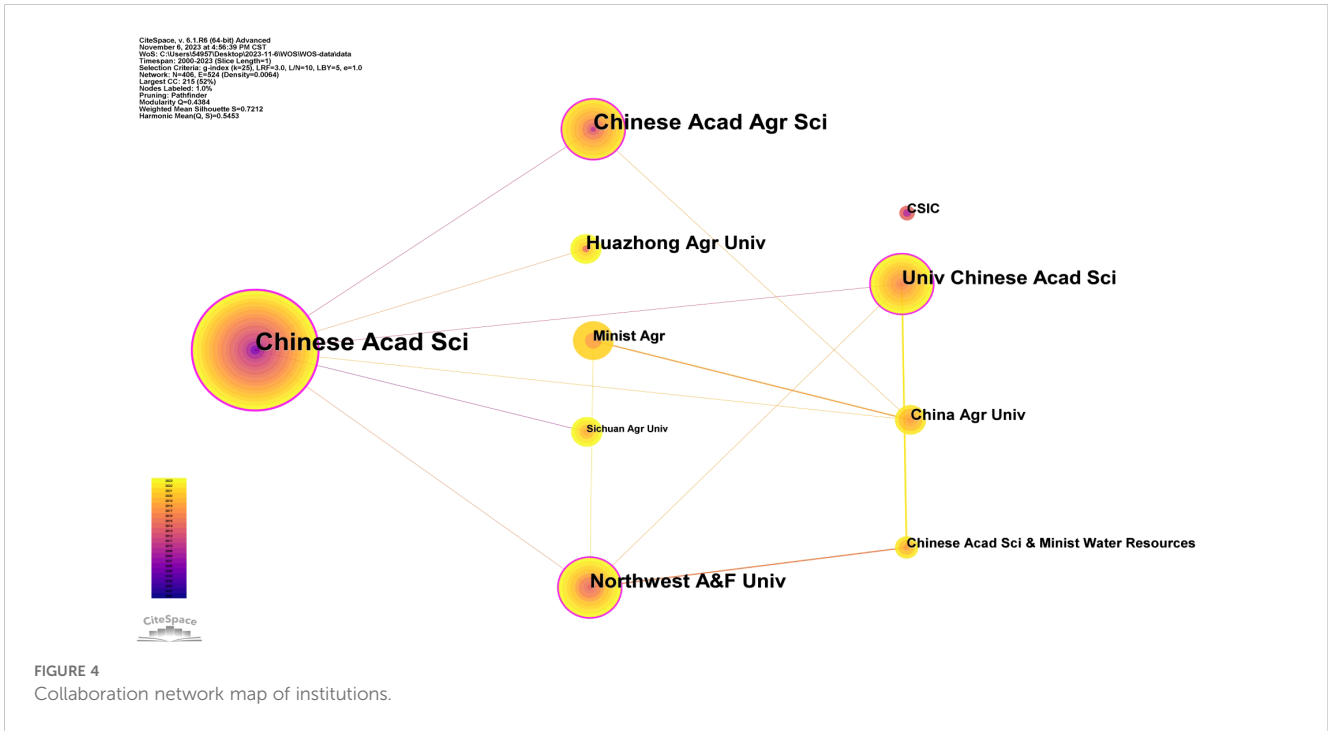 CiteSpace, v. 6.1.R6 (64-bit) Advanced
November 6, 2023 at 4:56:39 PM CST
WoS: C:\Users\54957\Desktop\2023-11-6\WOS\WOS-data\data
Timespan: 2000-2023 (Slice Length=1)
Selection Criteria: g-index (k=25), LRF=3.0, L/N=10, LBY=5, e=1.0
Network: N=406, E=524 (Density=0.0064)
Largest CC: 215 (52%)
Nodes Labeled: 1.0%
Pruning: Pathfinder
Modularity Q=0.4384
Weighted Mean Silhouette S=0.7212
Harmonic Mean(Q, S)=0.5453
Chinese Acad Agr Sci
CSIC
Huazhong Agr Univ
Univ Chinese Acad Sci
Minist Agr
Chinese Acad Sci
China Agr Univ
Sichuan Agr Univ
Chinese Acad Sci & Minist Water Resources
Northwest A&F Univ
CiteSpace
FIGURE 4
Collaboration network map of institutions.